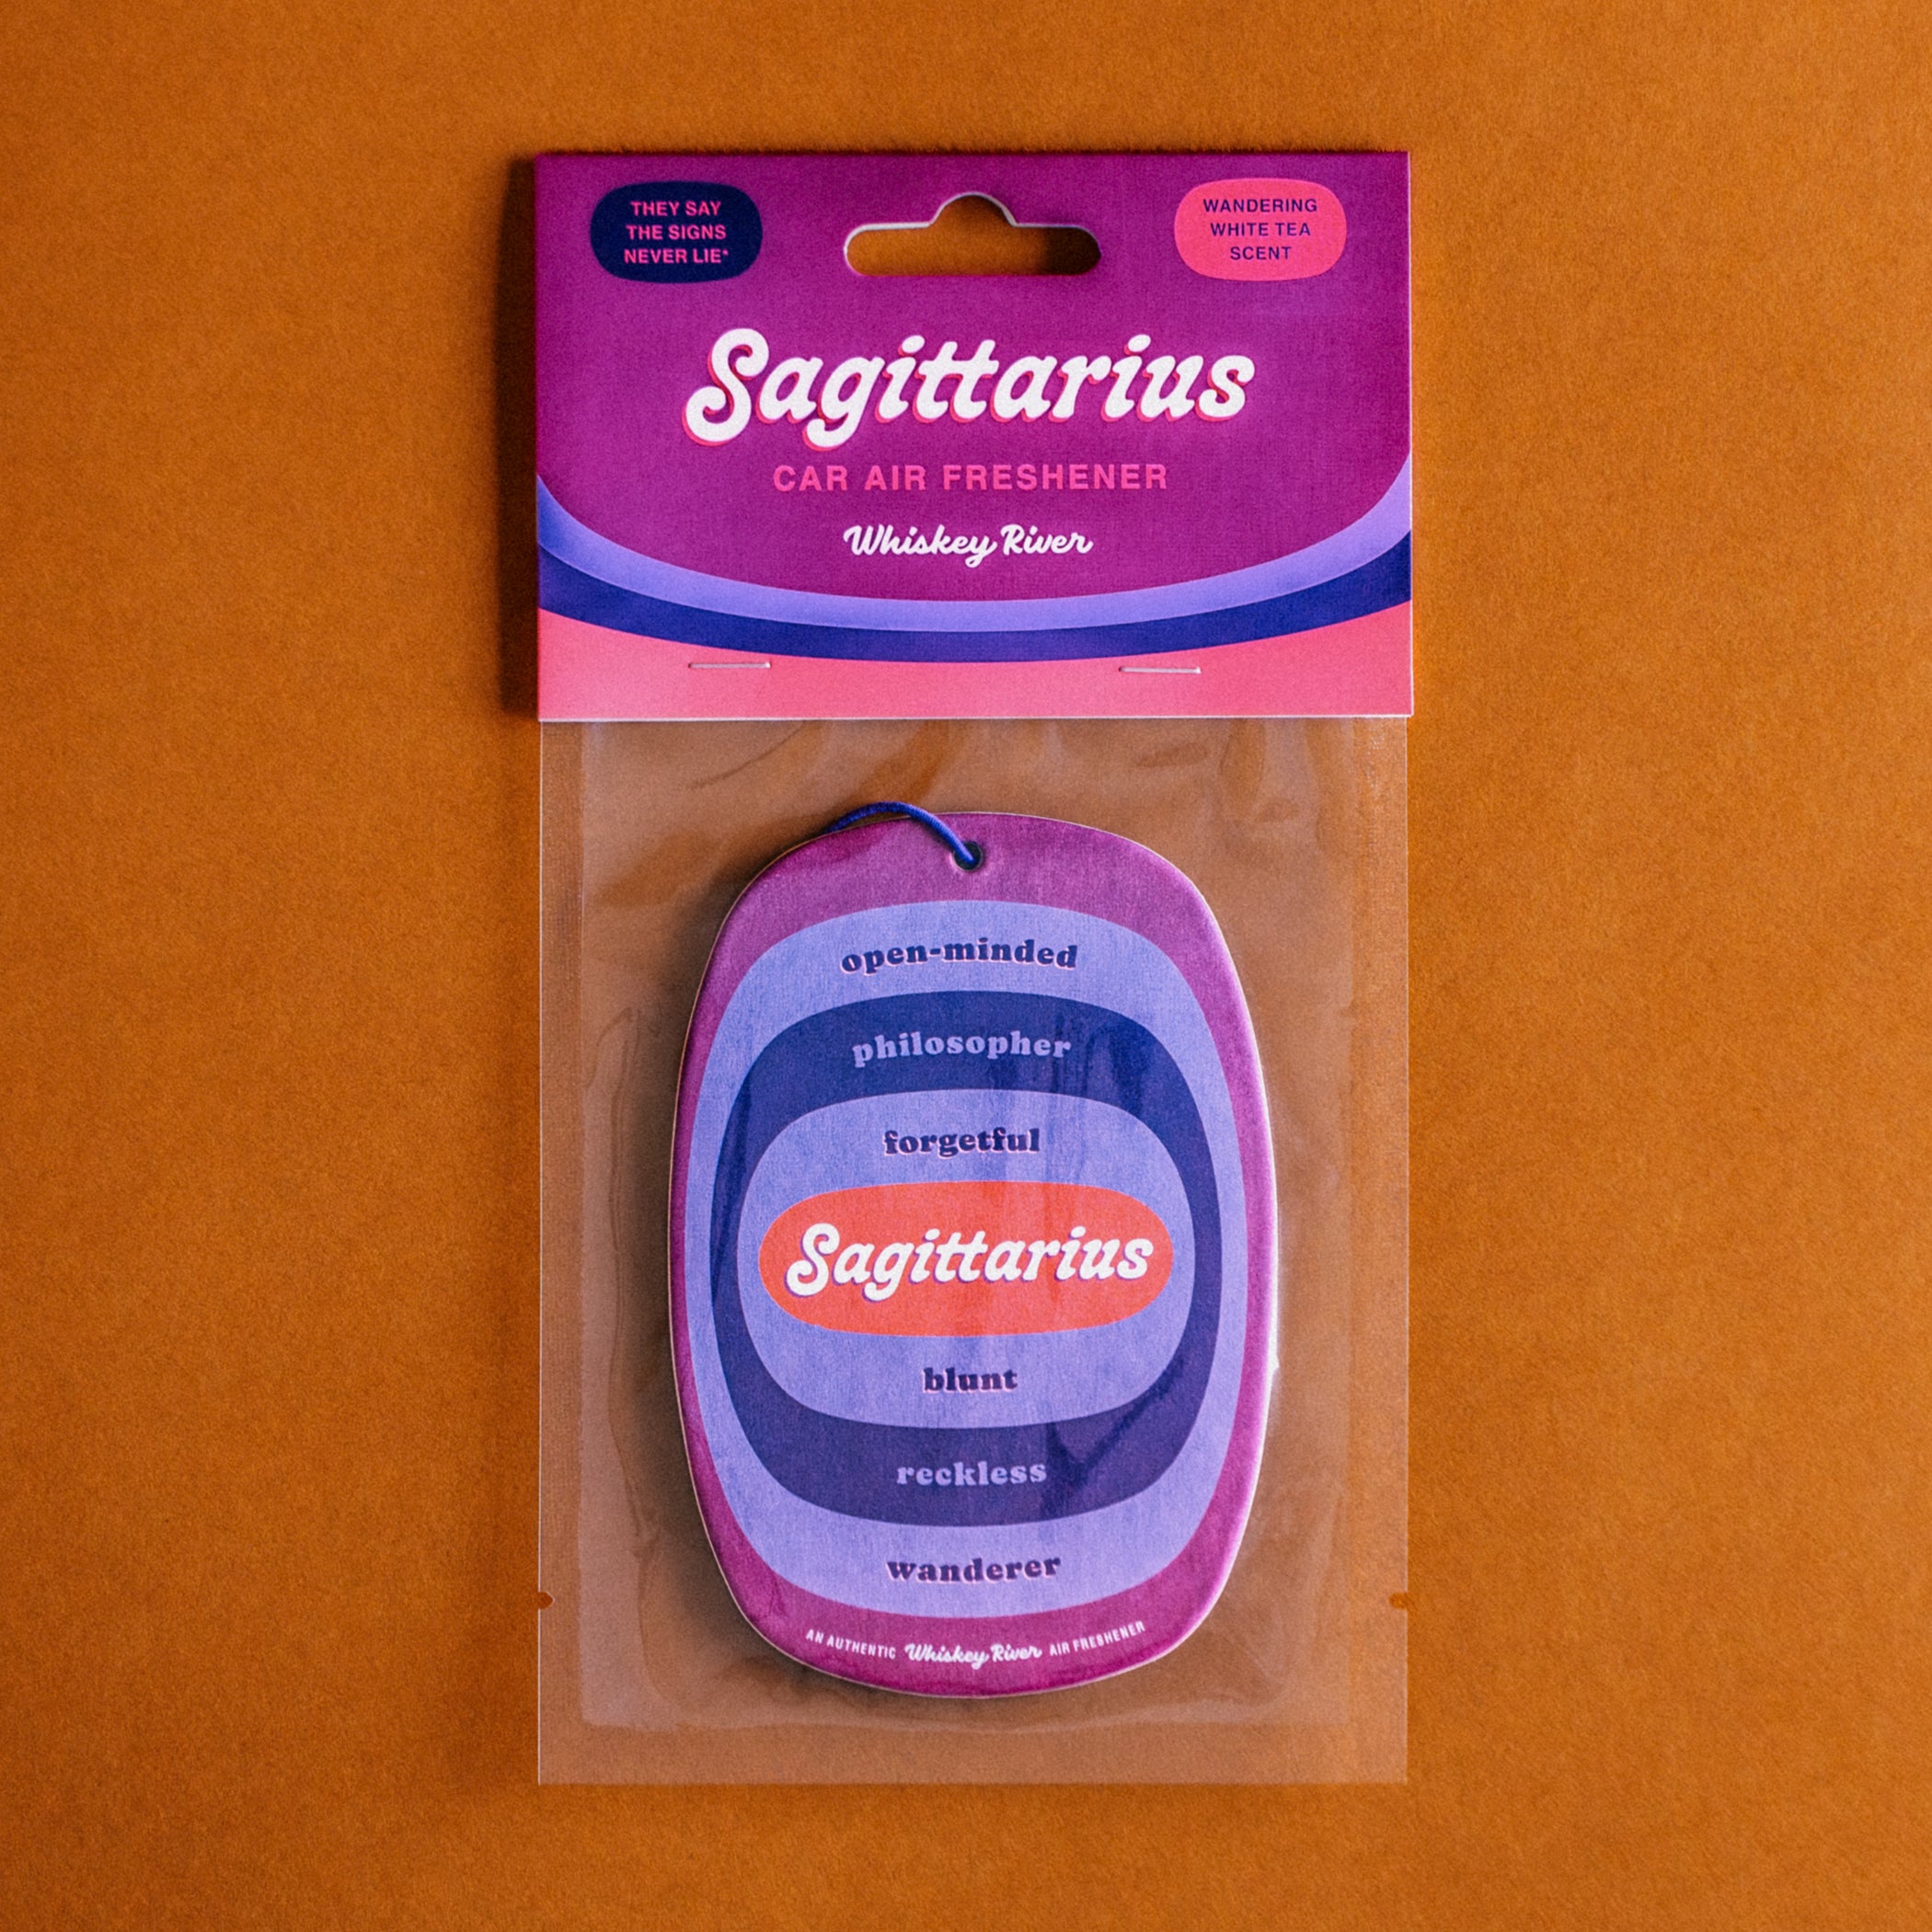 THEY SAY
THE SIGNS
NEVER LIE*
WANDERING
WHITE TEA
SCENT
Sagittarius
CAR AIR FRESHENER
Whiskey River
open-minded
philosopher
forgetful
Sagittarius
blunt
reckless
wanderer
AN AUTHENTIC Whiskey River AIR FRESHENER